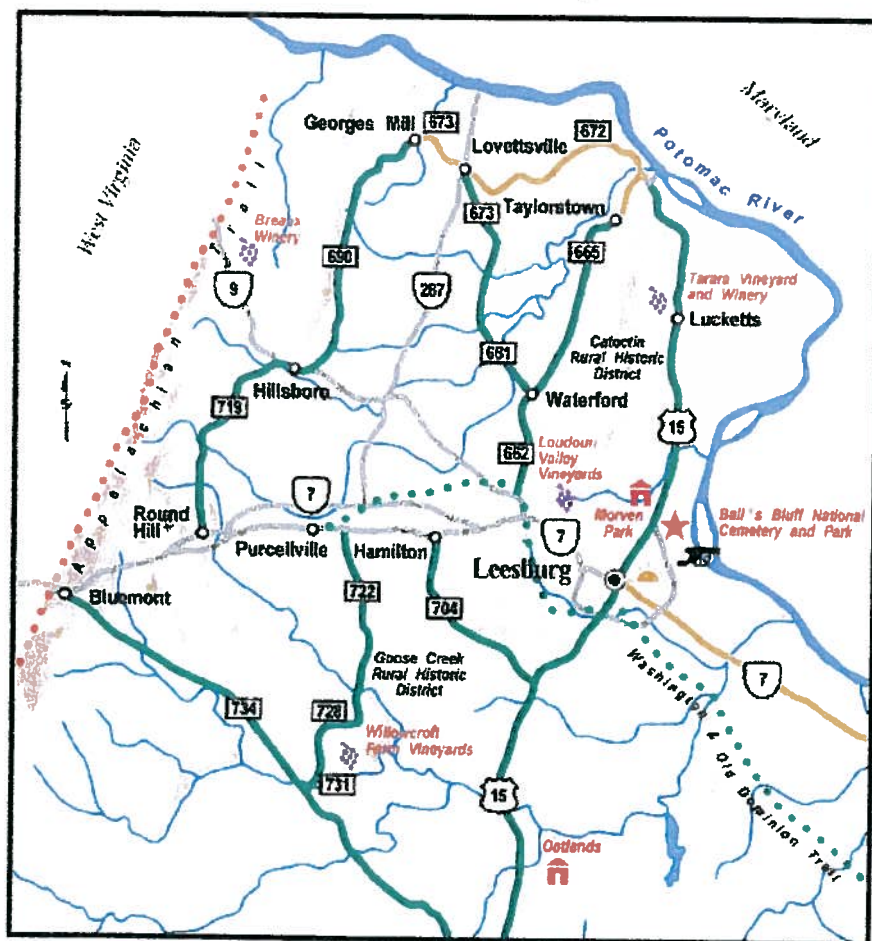 Maryland
West Virginia
Potomac River
Georges Mill
673
672
Lovettsville
673
Taylorstown
665
Appalachian Trail
Breaux
Winery
690
9
287
Tarara Vineyard
and Winery
Lucketts
681
Catoctin
Rural Historic
District
Hillsboro
719
Waterford
15
662
Loudoun
Valley
Vineyards
7
Round
Hill
Purcellville
Hamilton
7
Morven
Park
Ball's Bluff National
Cemetery and Park
Leesburg
Bluemont
722
704
Goose Creek
Rural Historic
District
Washington & Old Dominion Trail
7
734
728
Willowcroft
Farm Vineyards
731
15
Oatlands